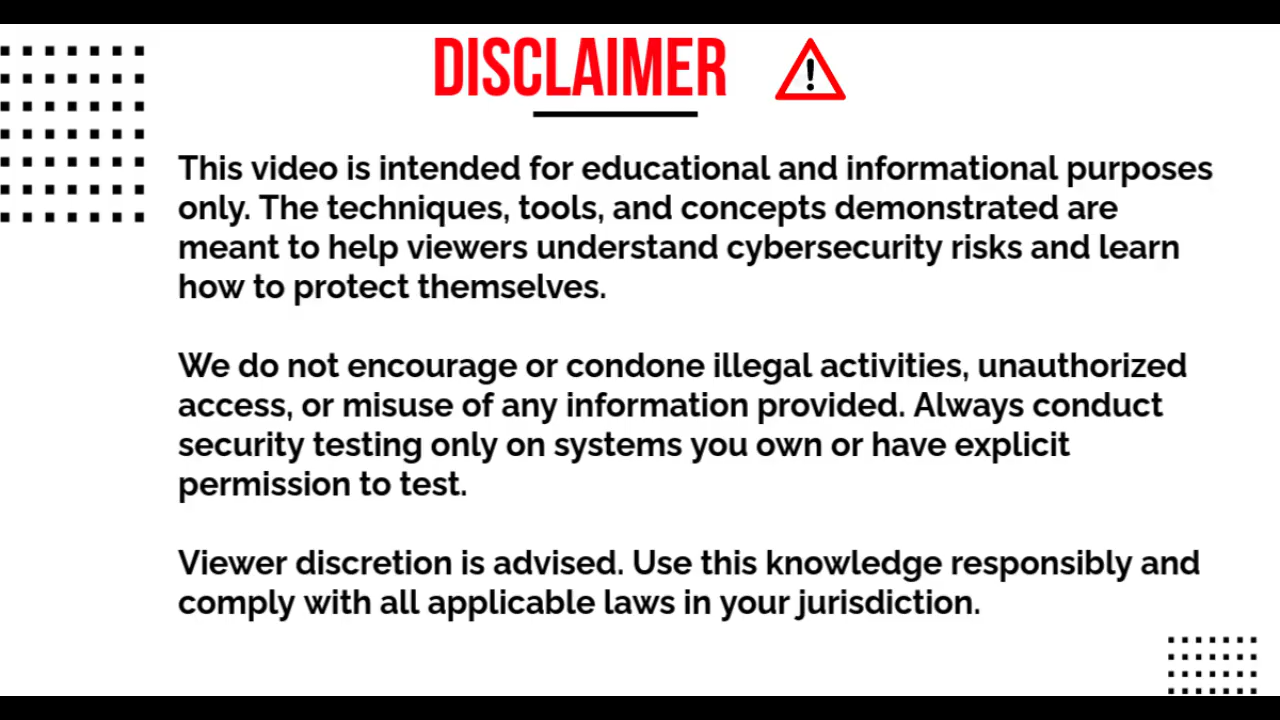 DISCLAIMER
This video is intended for educational and informational purposes
only. The techniques, tools, and concepts demonstrated are
meant to help viewers understand cybersecurity risks and learn
how to protect themselves.
We do not encourage or condone illegal activities, unauthorized
access, or misuse of any information provided. Always conduct
security testing only on systems you own or have explicit
permission to test.
Viewer discretion is advised. Use this knowledge responsibly and
comply with all applicable laws in your jurisdiction.